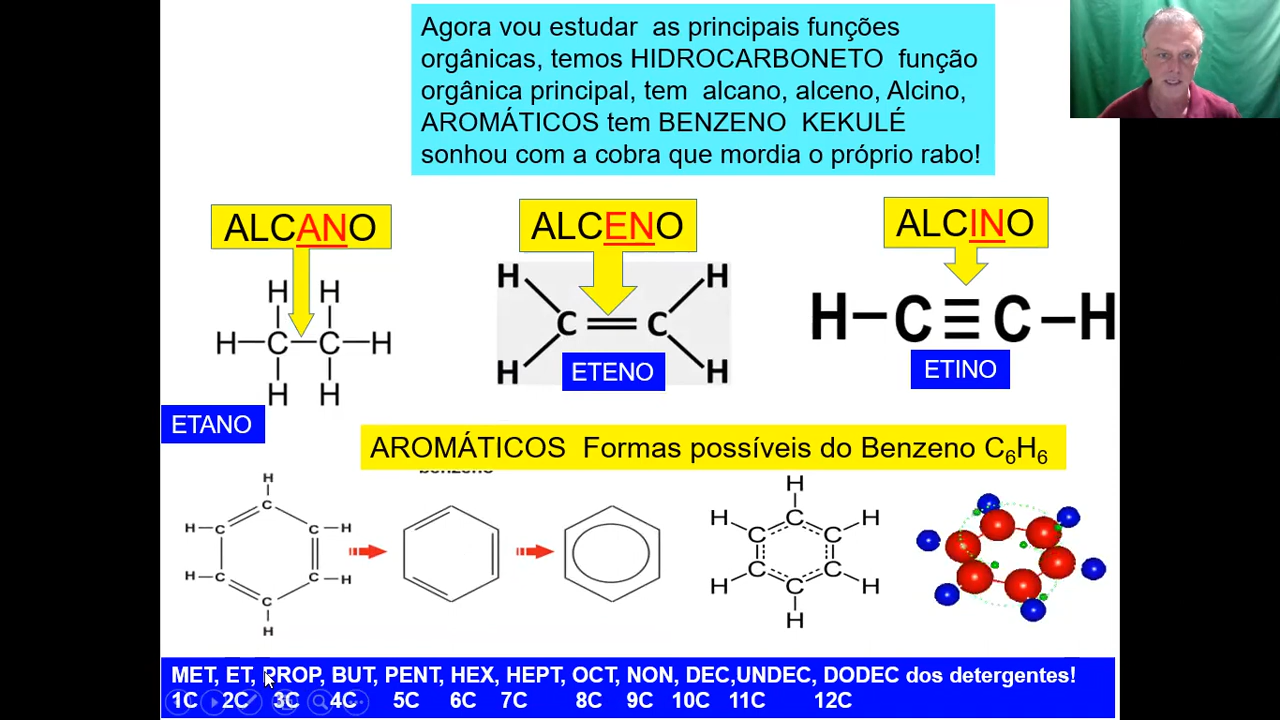 Agora vou estudar as principais funções
orgânicas, temos HIDROCARBONETO função
orgânica principal, tem alcano, alceno, Alcino,
AROMÁTICOS tem BENZENO KEKULÉ
sonhou com a cobra que mordia o próprio rabo!
ALCANO
ALCENO
ALCINO
H H
H C C H
H H
ETANO
H H
C C
H H
ETENO
H C C H
ETINO
AROMÁTICOS Formas possíveis do Benzeno C₆H₆
benzeno
H
C
H C C H
H C C H
C
H
H
H C H
C C
C C
H C H
H
MET, ET, PROP, BUT, PENT, HEX, HEPT, OCT, NON, DEC,UNDEC, DODEC dos detergentes!
1C 2C 3C 4C 5C 6C 7C 8C 9C 10C 11C 12C